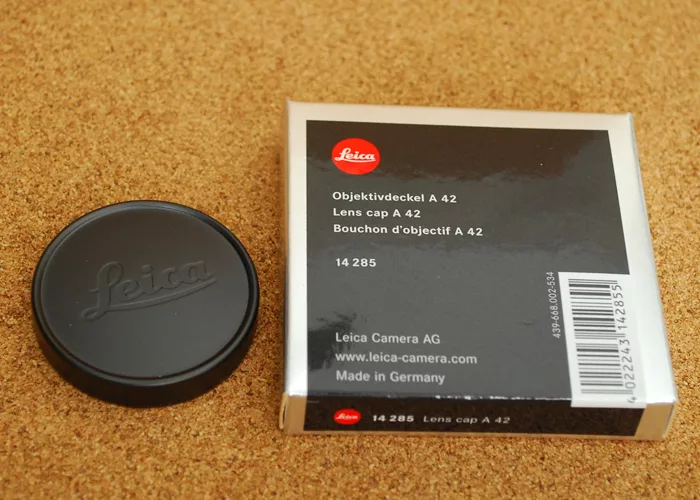 Leica
Leica
Objektivdeckel A 42
Lens cap A 42
Bouchon d'objectif A 42
14 285
439-668.002-534
4 022243 142855
Leica Camera AG
www.leica-camera.com
Made in Germany
Leica 14 285 Lens cap A 42